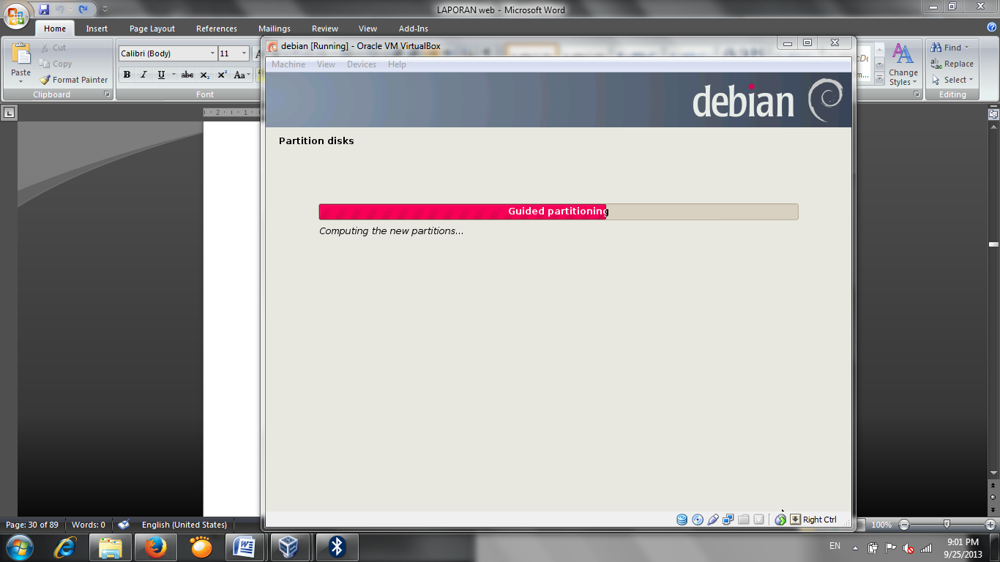 LAPORAN web - Microsoft Word
Home Insert Page Layout References Mailings Review View Add-Ins
Paste
Cut
Copy
Format Painter
Clipboard
Calibri (Body) 11
B I U abc x₂ x² Aa
Font
debian [Running] - Oracle VM VirtualBox
Machine View Devices Help
debian
Partition disks
Guided partitioning
Computing the new partitions...
Right Ctrl
Change
Styles
Find
Replace
Select
Editing
2 1
Page: 30 of 89 Words: 0 English (United States)
100%
EN
9:01 PM
9/25/2013